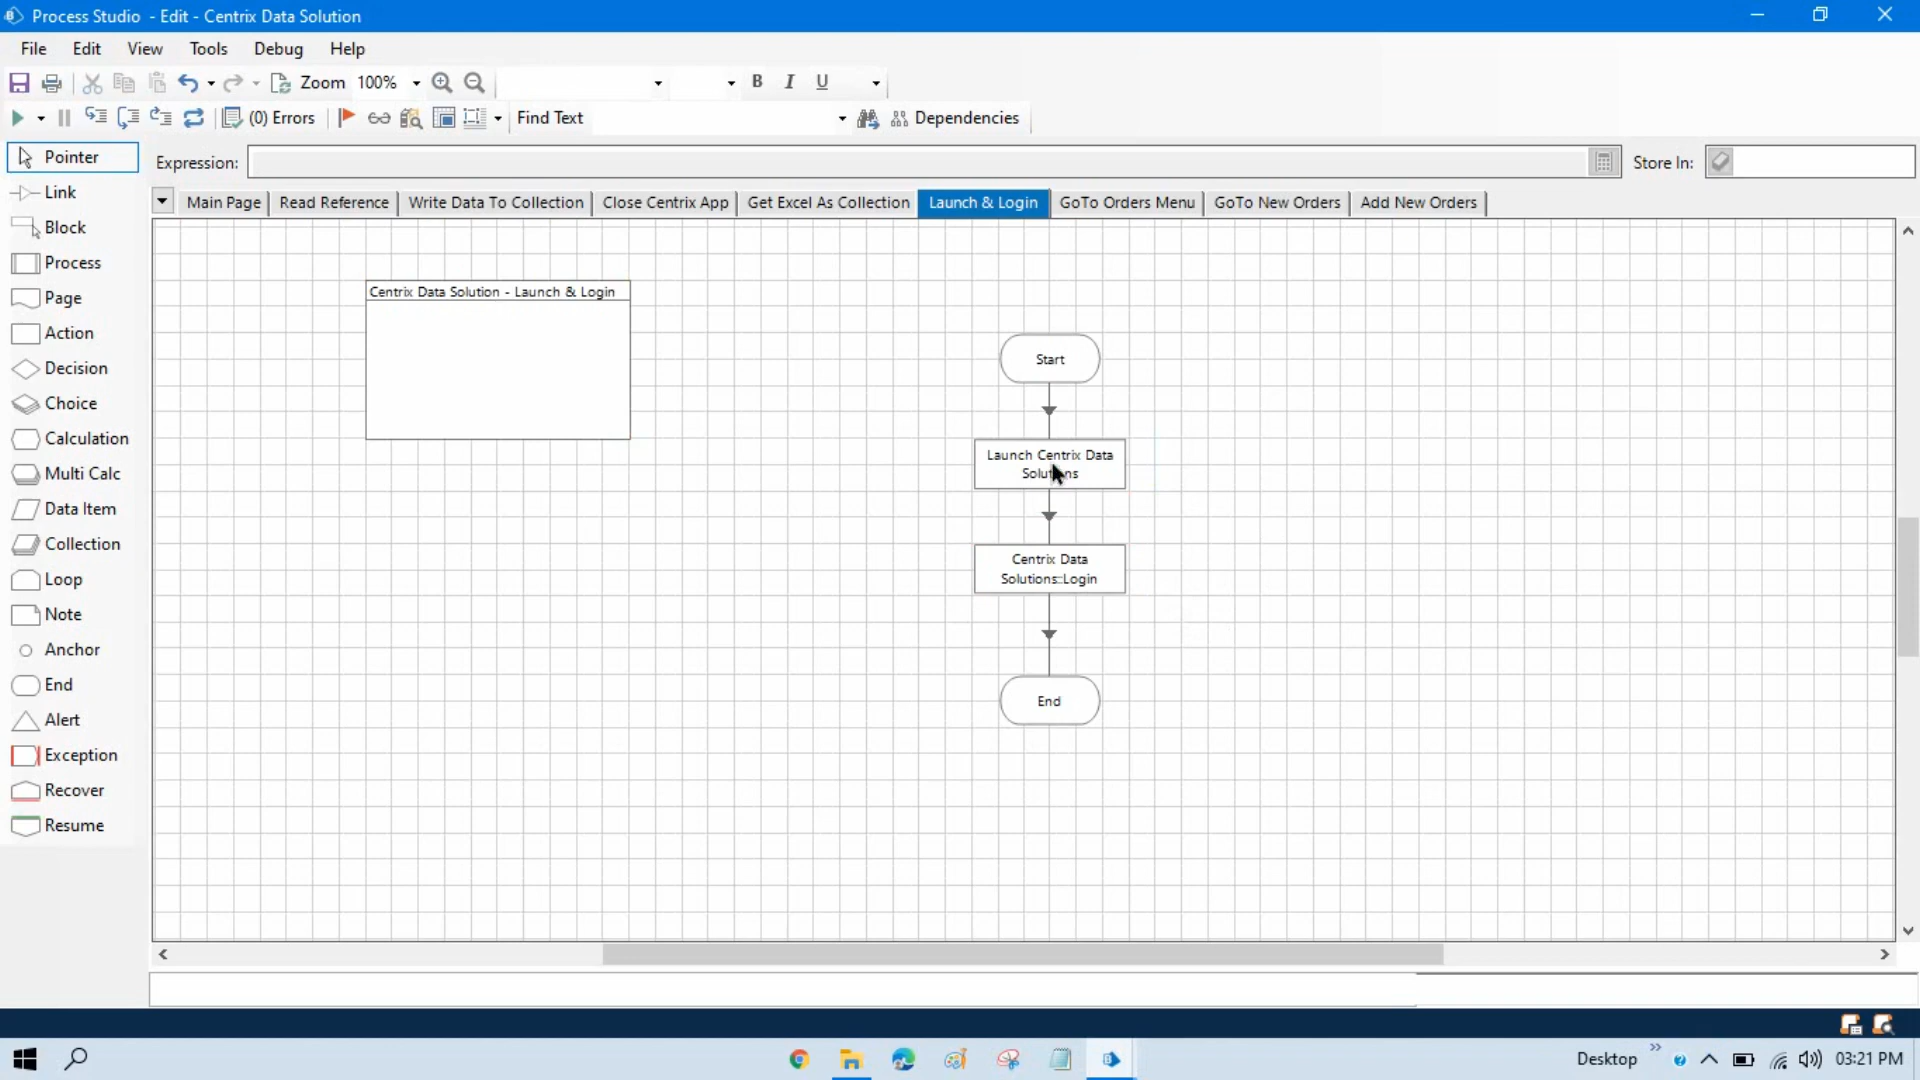 Process Studio - Edit - Centrix Data Solution
File Edit View Tools Debug Help
Zoom 100% B I U
(0) Errors Find Text Dependencies
Pointer
Expression: Store In:
Link
Main Page Read Reference Write Data To Collection Close Centrix App Get Excel As Collection Launch & Login GoTo Orders Menu GoTo New Orders Add New Orders
Block
Process
Page
Action
Decision
Choice
Calculation
Multi Calc
Data Item
Collection
Loop
Note
Anchor
End
Alert
Exception
Recover
Resume
Centrix Data Solution - Launch & Login
Start
Launch Centrix Data
Solutions
Centrix Data
Solutions::Login
End
Desktop 03:21 PM